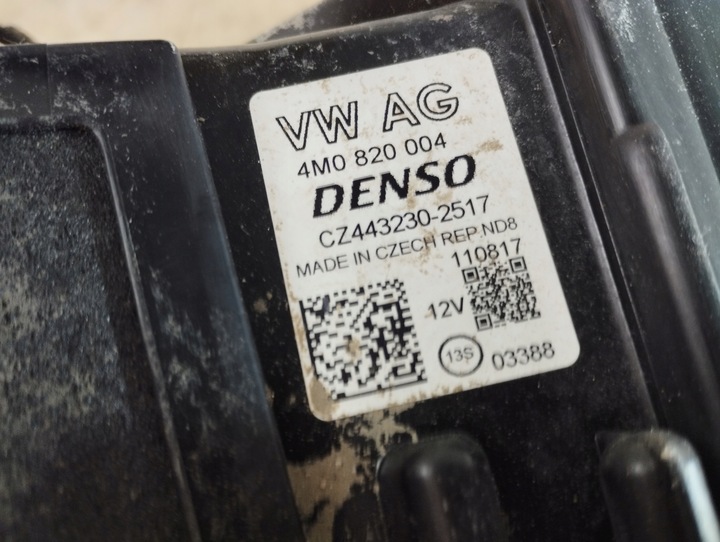 VW AG
4M0 820 004
DENSO
CZ443230-2517
MADE IN CZECH REP. ND8
110817
12V
13S
03388